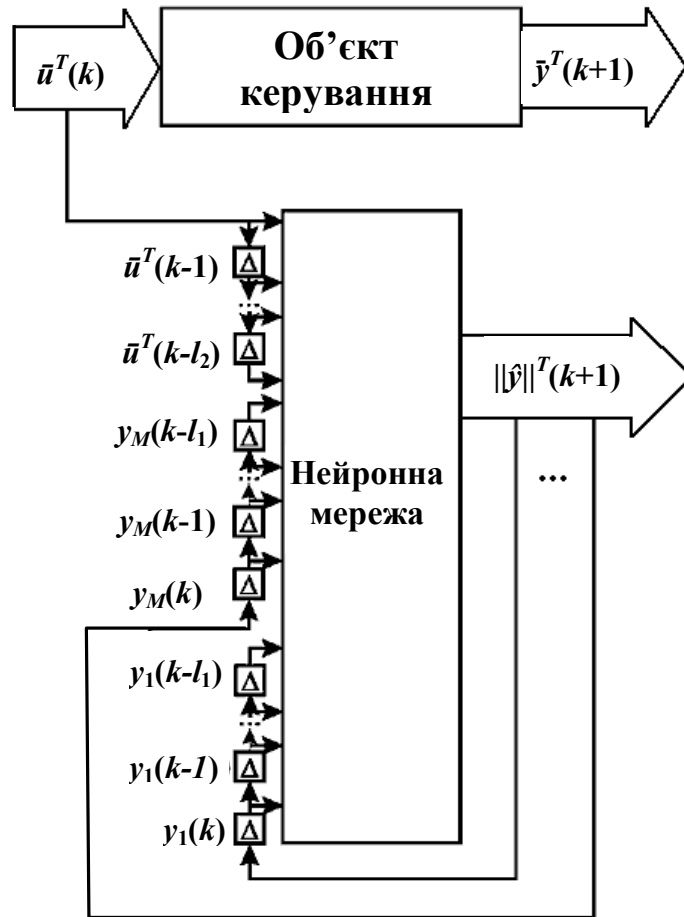 Об’єкт
керування
ū^T(k)
ȳ^T(k+1)
ū^T(k-1)
Δ
...
ū^T(k-l₂)
Δ
||ŷ||^T(k+1)
y_M(k-l₁)
Δ
...
Нейронна
мережа
...
y_M(k-1)
Δ
y_M(k)
Δ
y₁(k-l₁)
Δ
...
y₁(k-1)
Δ
y₁(k)
Δ